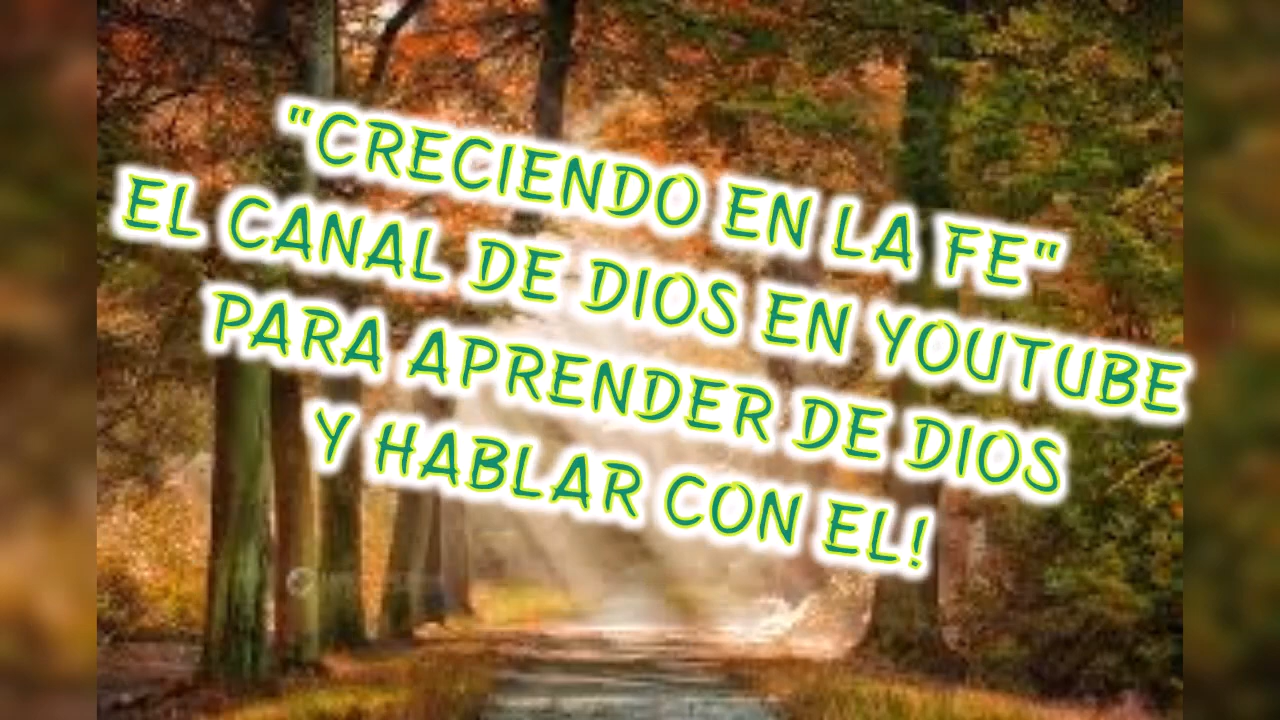 "CRECIENDO EN LA FE"
EL CANAL DE DIOS EN YOUTUBE
PARA APRENDER DE DIOS
Y HABLAR CON EL!